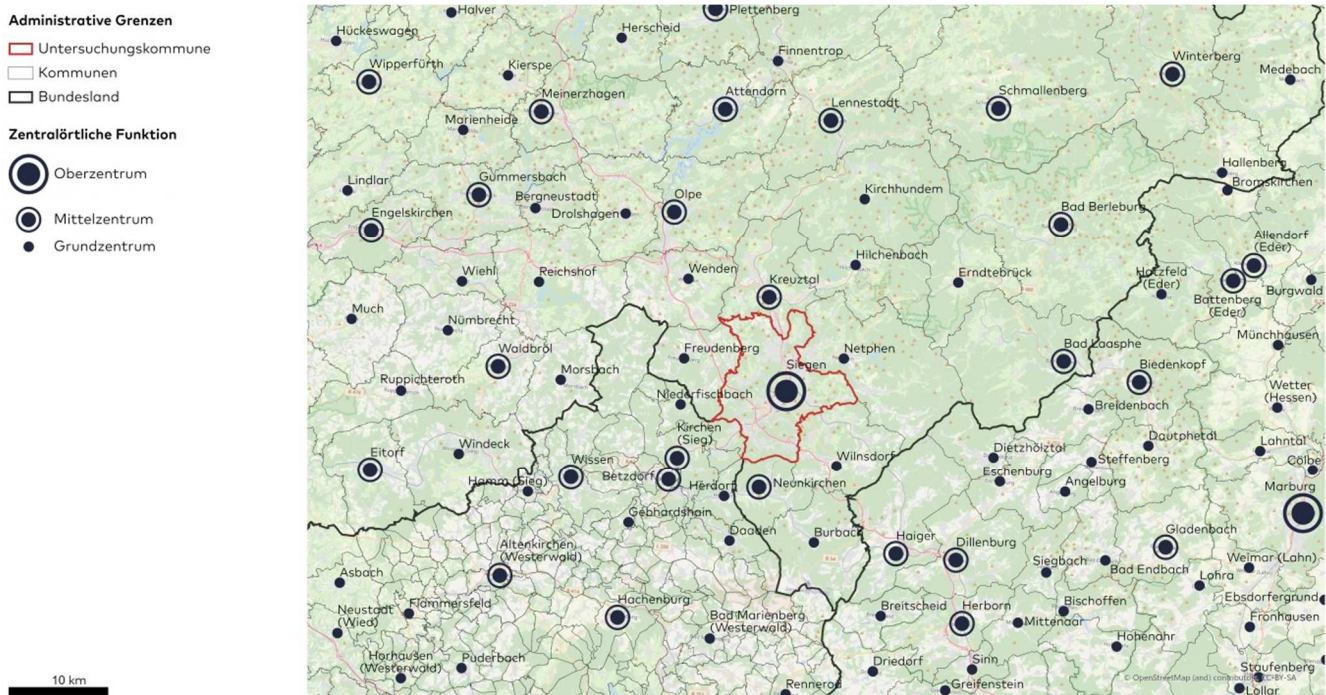 Administrative Grenzen
Untersuchungskommune
Kommunen
Bundesland
Zentralörtliche Funktion
Oberzentrum
Mittelzentrum
Grundzentrum
10 km
Halver
Plettenberg
Hückeswagen
Herscheid
Finnentrop
Winterberg
Wipperfürth
Kierspe
Medebach
Meinerzhagen
Attendorn
Lennestadt
Schmallenberg
Marienheide
Hallenberg
Lindlar
Gummersbach
Bromskirchen
Bergneustadt
Olpe
Kirchhundem
Engelskirchen
Drolshagen
Bad Berleburg
Allendorf
(Eder)
Hilchenbach
Wiehl
Reichshof
Wenden
Kreuztal
Erndtebrück
Hatzfeld
(Eder)
Battenberg
(Eder)
Burgwald
Much
Nümbrecht
Münchhausen
Waldbröl
Freudenberg
Netphen
Bad Laasphe
Siegen
Biedenkopf
Morsbach
Ruppichteroth
Niederfischbach
Wetter
(Hessen)
Breidenbach
Kirchen
(Sieg)
Windeck
Dautphetal
Lahntal
Eitorf
Wissen
Wilnsdorf
Dietzhölztal
Steffenberg
Cölbe
Hamm (Sieg)
Betzdorf
Herdorf
Neunkirchen
Eschenburg
Angelburg
Marburg
Gebhardshain
Daaden
Burbach
Haiger
Dillenburg
Gladenbach
Altenkirchen
(Westerwald)
Siegbach
Bad Endbach
Weimar (Lahn)
Asbach
Lohra
Ebsdorfergrund
Neustadt
(Wied)
Flammersfeld
Hachenburg
Bad Marienberg
(Westerwald)
Breitscheid
Herborn
Bischoffen
Mittenaar
Fronhausen
Hohenahr
Horhausen
(Westerwald)
Puderbach
Driedorf
Sinn
Staufenberg
Rennerod
Greifenstein
Lollar
© OpenStreetMap (and) contributors, CC-BY-SA